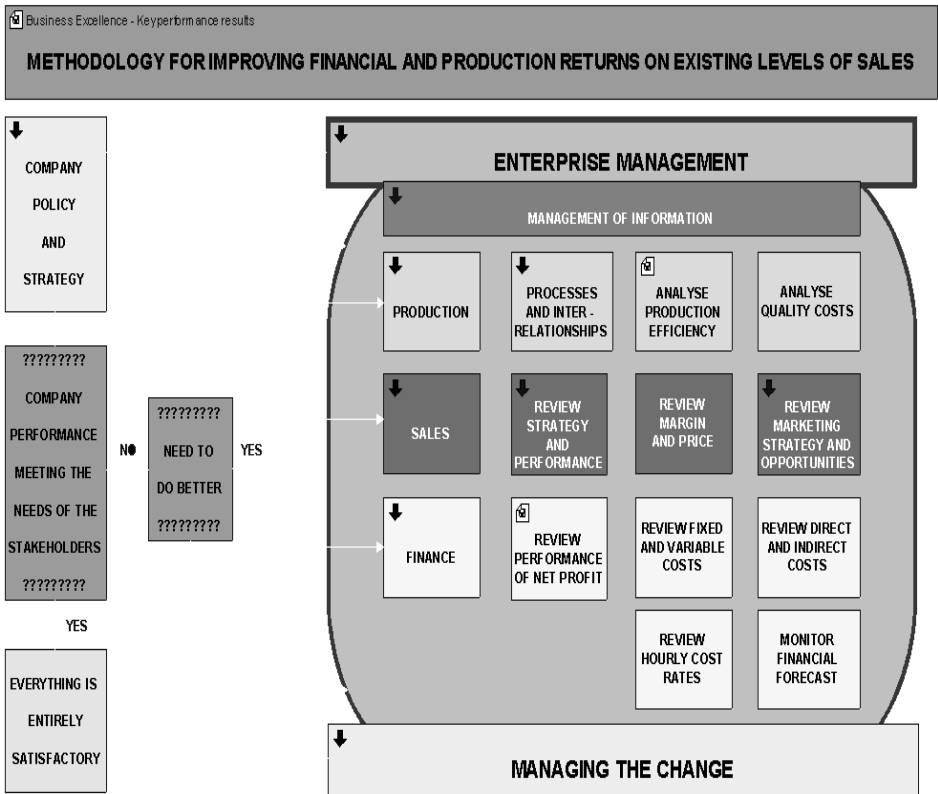 Business Excellence - Keyperformance results
METHODOLOGY FOR IMPROVING FINANCIAL AND PRODUCTION RETURNS ON EXISTING LEVELS OF SALES
COMPANY
POLICY
AND
STRATEGY
?????????
COMPANY
PERFORMANCE
MEETING THE
NEEDS OF THE
STAKEHOLDERS
?????????
NO
?????????
NEED TO
DO BETTER
?????????
YES
YES
EVERYTHING IS
ENTIRELY
SATISFACTORY
ENTERPRISE MANAGEMENT
MANAGEMENT OF INFORMATION
PRODUCTION
PROCESSES
AND INTER -
RELATIONSHIPS
ANALYSE
PRODUCTION
EFFICIENCY
ANALYSE
QUALITY COSTS
SALES
REVIEW
STRATEGY
AND
PERFORMANCE
REVIEW
MARGIN
AND PRICE
REVIEW
MARKETING
STRATEGY AND
OPPORTUNITIES
FINANCE
REVIEW
PERFORMANCE
OF NET PROFIT
REVIEW FIXED
AND VARIABLE
COSTS
REVIEW DIRECT
AND INDIRECT
COSTS
REVIEW
HOURLY COST
RATES
MONITOR
FINANCIAL
FORECAST
MANAGING THE CHANGE